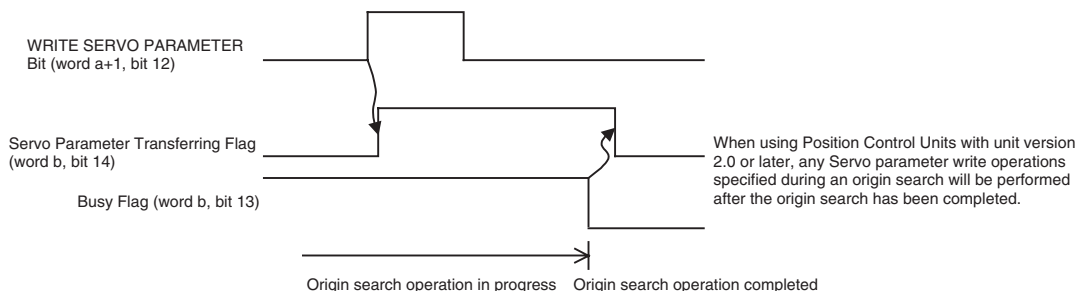 WRITE SERVO PARAMETER
Bit (word a+1, bit 12)
Servo Parameter Transferring Flag
(word b, bit 14)
When using Position Control Units with unit version
2.0 or later, any Servo parameter write operations
specified during an origin search will be performed
after the origin search has been completed.
Busy Flag (word b, bit 13)
Origin search operation in progress
Origin search operation completed